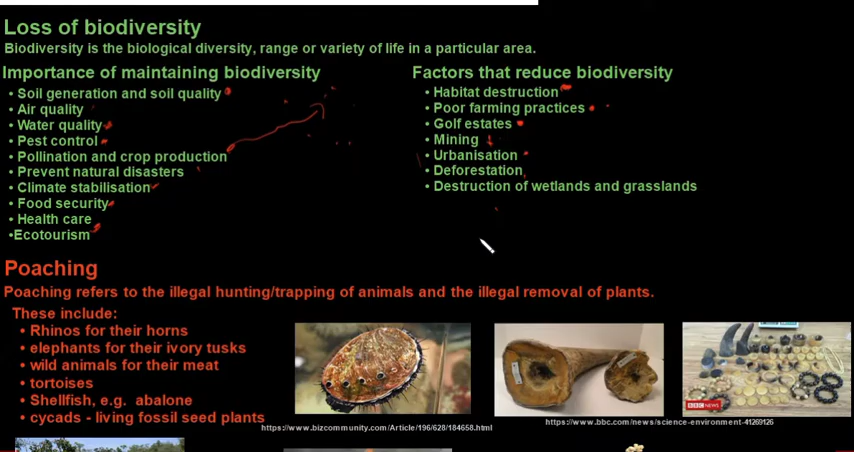 Loss of biodiversity
Biodiversity is the biological diversity, range or variety of life in a particular area.
Importance of maintaining biodiversity
• Soil generation and soil quality
• Air quality
• Water quality
• Pest control
• Pollination and crop production
• Prevent natural disasters
• Climate stabilisation
• Food security
• Health care
•Ecotourism
Factors that reduce biodiversity
• Habitat destruction
• Poor farming practices
• Golf estates
• Mining
• Urbanisation
• Deforestation
• Destruction of wetlands and grasslands
Poaching
Poaching refers to the illegal hunting/trapping of animals and the illegal removal of plants.
These include:
• Rhinos for their horns
• elephants for their ivory tusks
• wild animals for their meat
• tortoises
• Shellfish, e.g. abalone
• cycads - living fossil seed plants
BBC NEWS
https://www.bizcommunity.com/Article/196/628/184658.html
https://www.bbc.com/news/science-environment-41269126